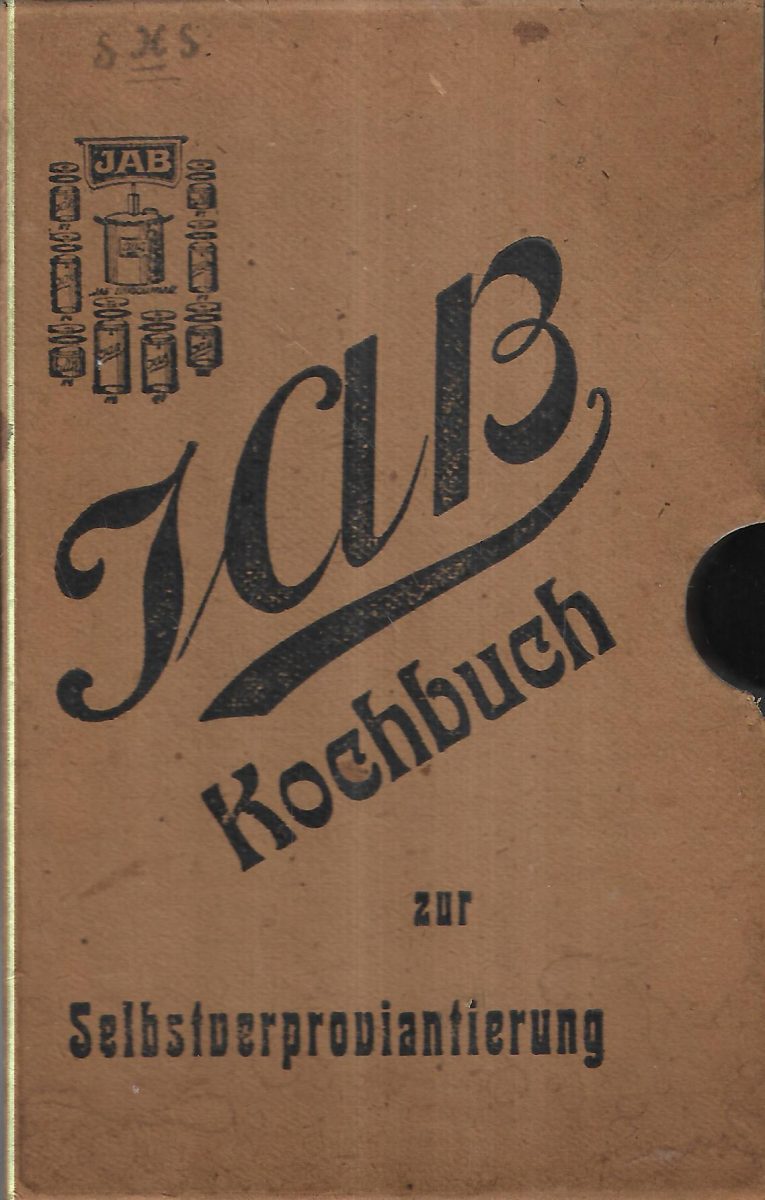 S H S
JAB
JAB
Kochbuch
zur
Selbstverproviantierung